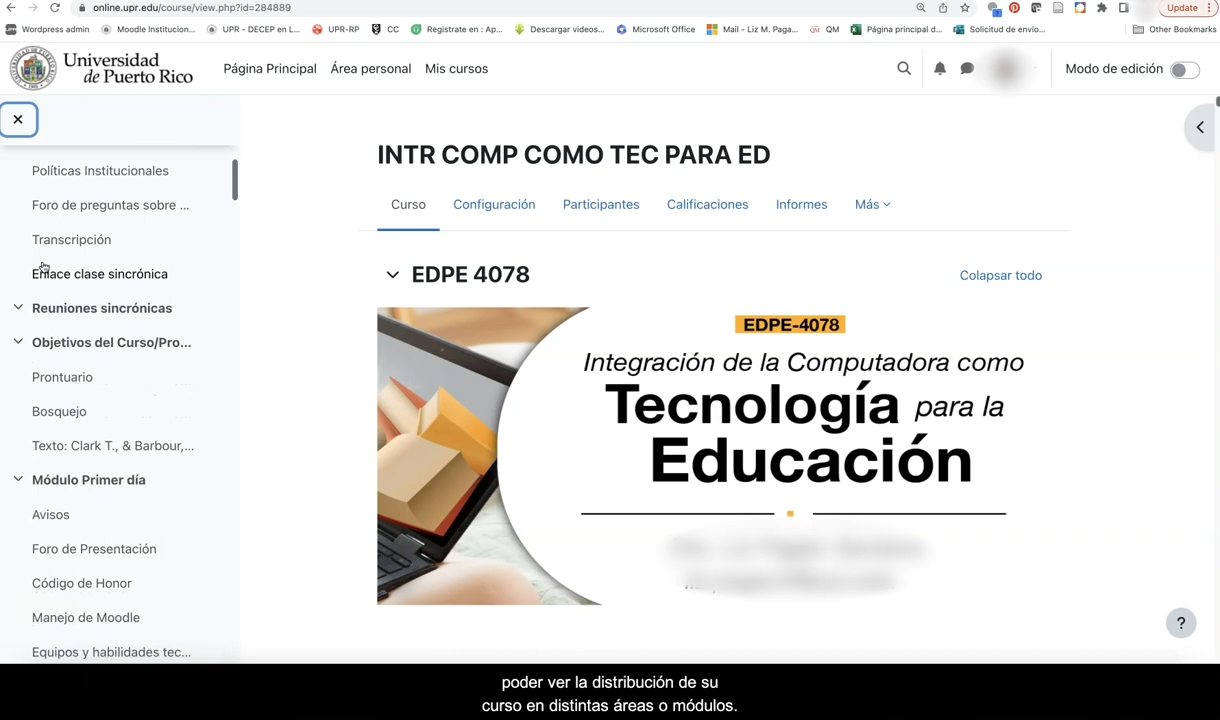 online.upr.edu/course/view.php?id=284889
Update
Wordpress admin
Moodle Institucion...
UPR - DECEP en L...
UPR-RP
CC
Registrate en : Ap...
Descargar videos...
Microsoft Office
Mail - Liz M. Paga...
QM QM
Página principal d...
Solicitud de envío...
Other Bookmarks
Universidad
de Puerto Rico
Página Principal
Área personal
Mis cursos
Modo de edición
Políticas Institucionales
Foro de preguntas sobre ...
Transcripción
Enlace clase sincrónica
Reuniones sincrónicas
Objetivos del Curso/Pro...
Prontuario
Bosquejo
Texto: Clark T., & Barbour,...
Módulo Primer día
Avisos
Foro de Presentación
Código de Honor
Manejo de Moodle
Equipos y habilidades tec...
INTR COMP COMO TEC PARA ED
Curso
Configuración
Participantes
Calificaciones
Informes
Más
EDPE 4078
Colapsar todo
EDPE-4078
Integración de la Computadora como
Tecnología para la
Educación
?
poder ver la distribución de su
curso en distintas áreas o módulos.